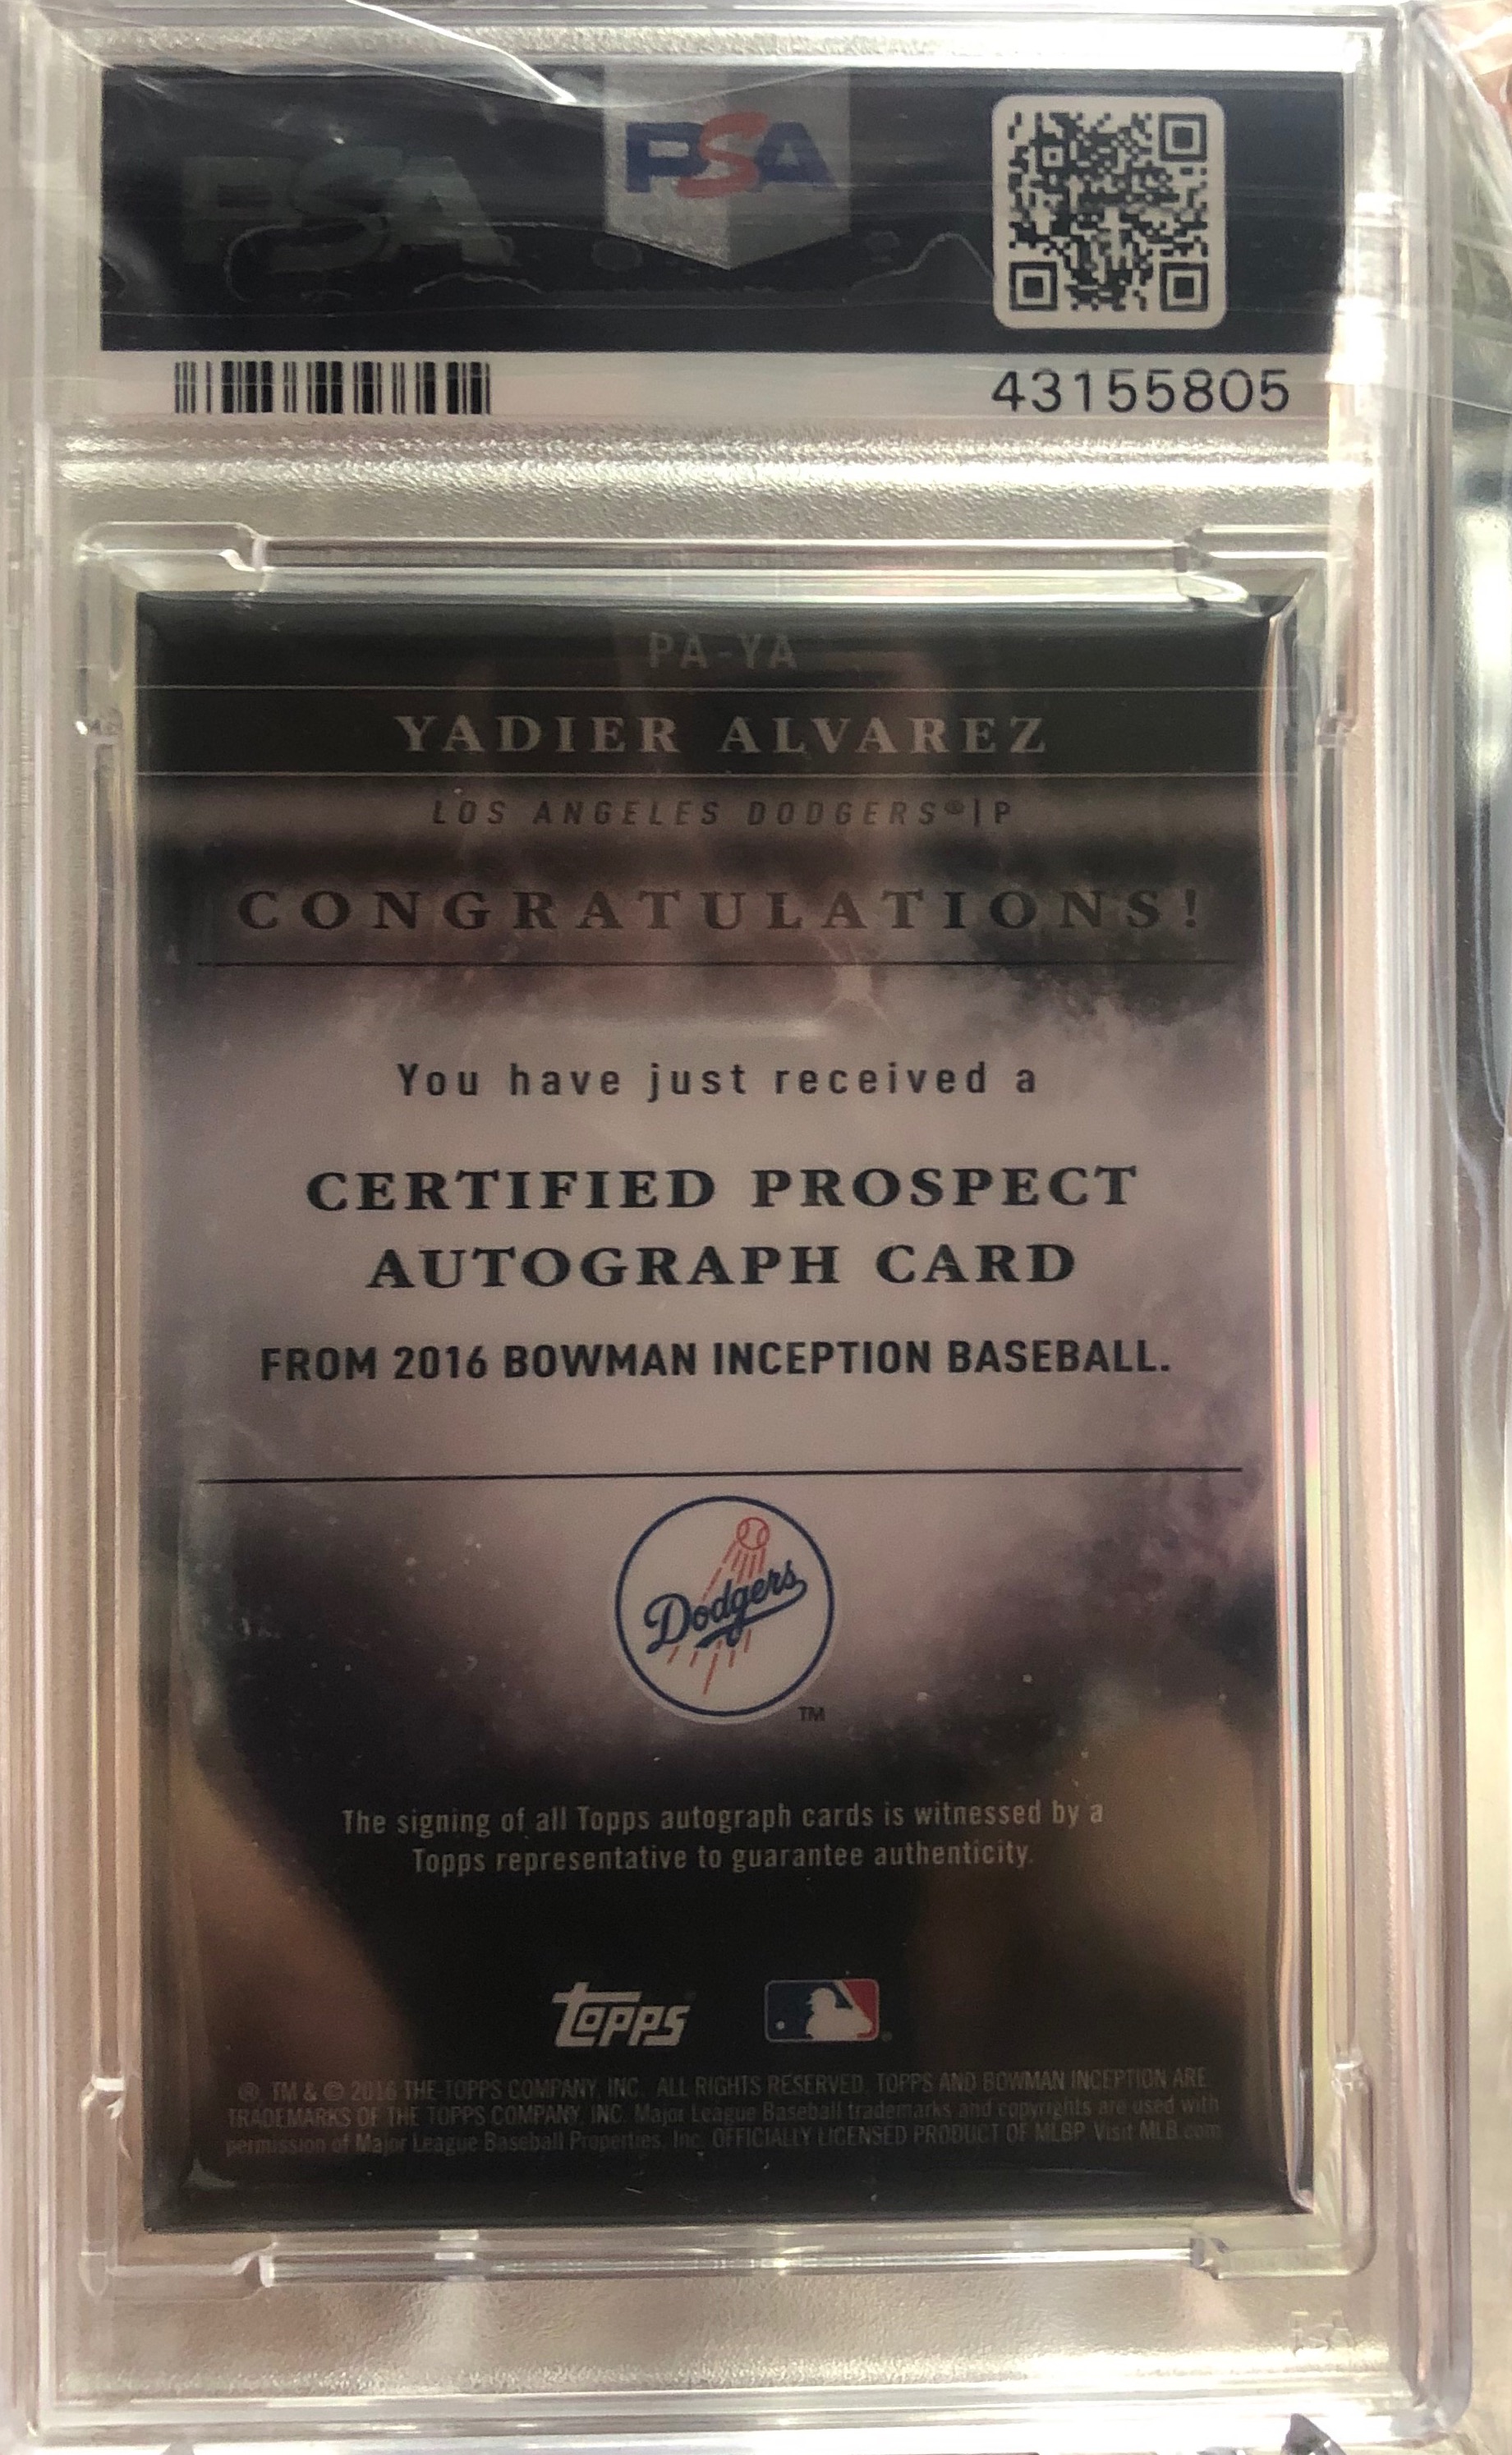 PSA
PSA
43155805
PA-YA
YADIER ALVAREZ
LOS ANGELES DODGERS®|P
CONGRATULATIONS!
You have just received a
CERTIFIED PROSPECT
AUTOGRAPH CARD
FROM 2016 BOWMAN INCEPTION BASEBALL.
Dodgers
TM
The signing of all Topps autograph cards is witnessed by a
Topps representative to guarantee authenticity.
topps
®, TM & © 2016 THE TOPPS COMPANY, INC. ALL RIGHTS RESERVED. TOPPS AND BOWMAN INCEPTION ARE
TRADEMARKS OF THE TOPPS COMPANY, INC. Major League Baseball trademarks and copyrights are used with
permission of Major League Baseball Properties, Inc. OFFICIALLY LICENSED PRODUCT OF MLBP. Visit MLB.com